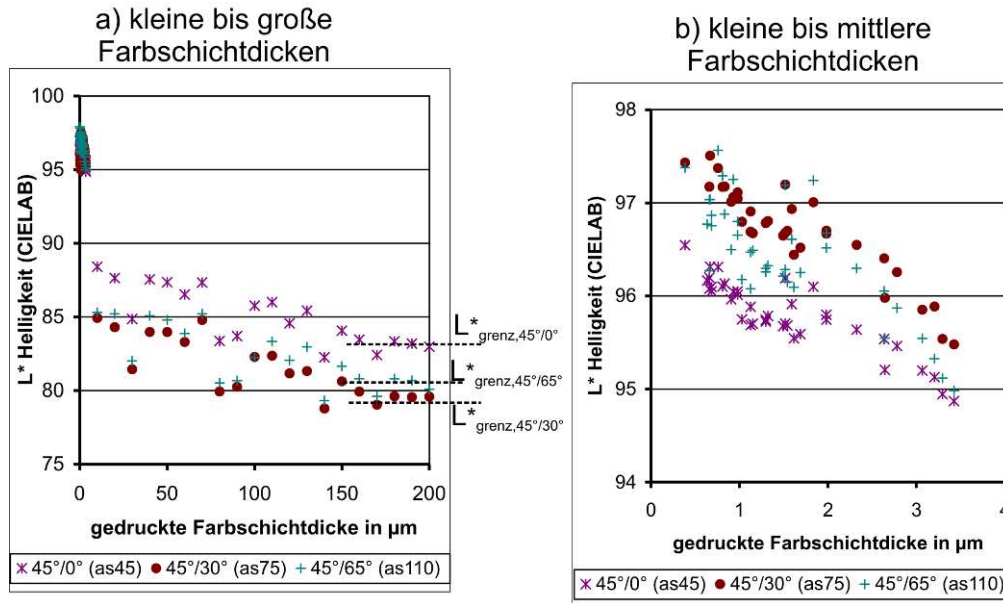 a) kleine bis große
Farbschichtdicken
L* Helligkeit (CIELAB)
100
95
90
85
80
75
0
50
100
150
200
gedruckte Farbschichtdicke in µm
L*grenz,45°/0°
L*grenz,45°/65°
L*grenz,45°/30°
45°/0° (as45) 45°/30° (as75) 45°/65° (as110)
b) kleine bis mittlere
Farbschichtdicken
L* Helligkeit (CIELAB)
98
97
96
95
94
0
1
2
3
4
gedruckte Farbschichtdicke in µm
45°/0° (as45) 45°/30° (as75) 45°/65° (as110)